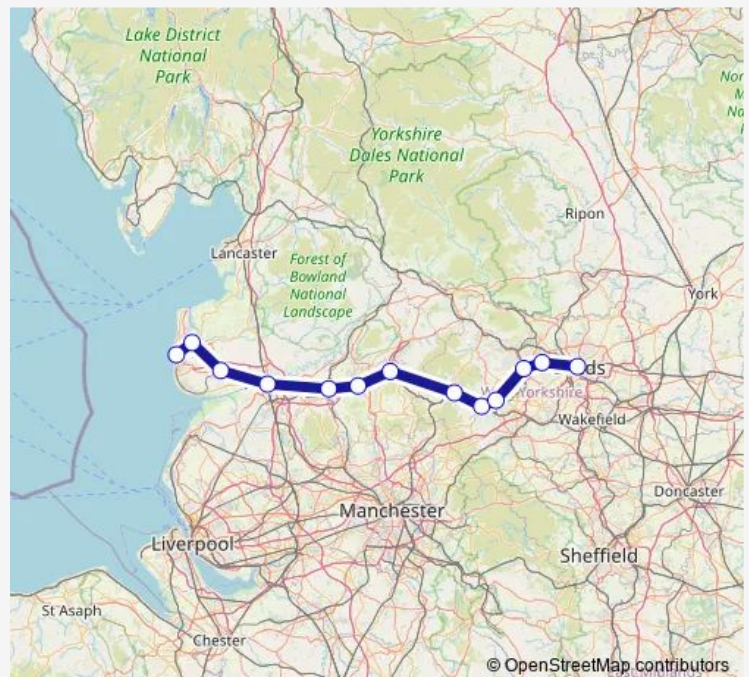 Lake District
National
Park
Yorkshire
Dales National
Park
Ripon
Lancaster
Forest of
Bowland
National
Landscape
York
Yorkshire
Wakefield
Doncaster
Manchester
Liverpool
Sheffield
St Asaph
Chester
© OpenStreetMap contributors